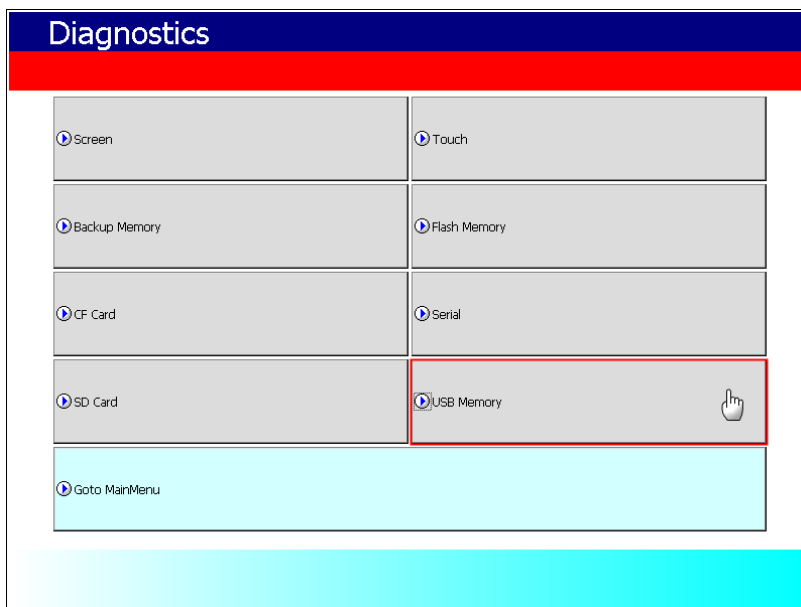 Diagnostics
Screen
Touch
Backup Memory
Flash Memory
CF Card
Serial
SD Card
USB Memory
Goto MainMenu